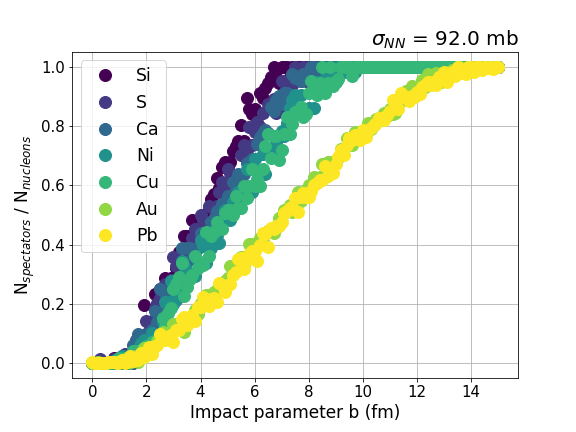 σNN = 92.0 mb
1.0
0.8
0.6
0.4
0.2
0.0
Nspectators / Nnucleons
Si
S
Ca
Ni
Cu
Au
Pb
0 2 4 6 8 10 12 14
Impact parameter b (fm)